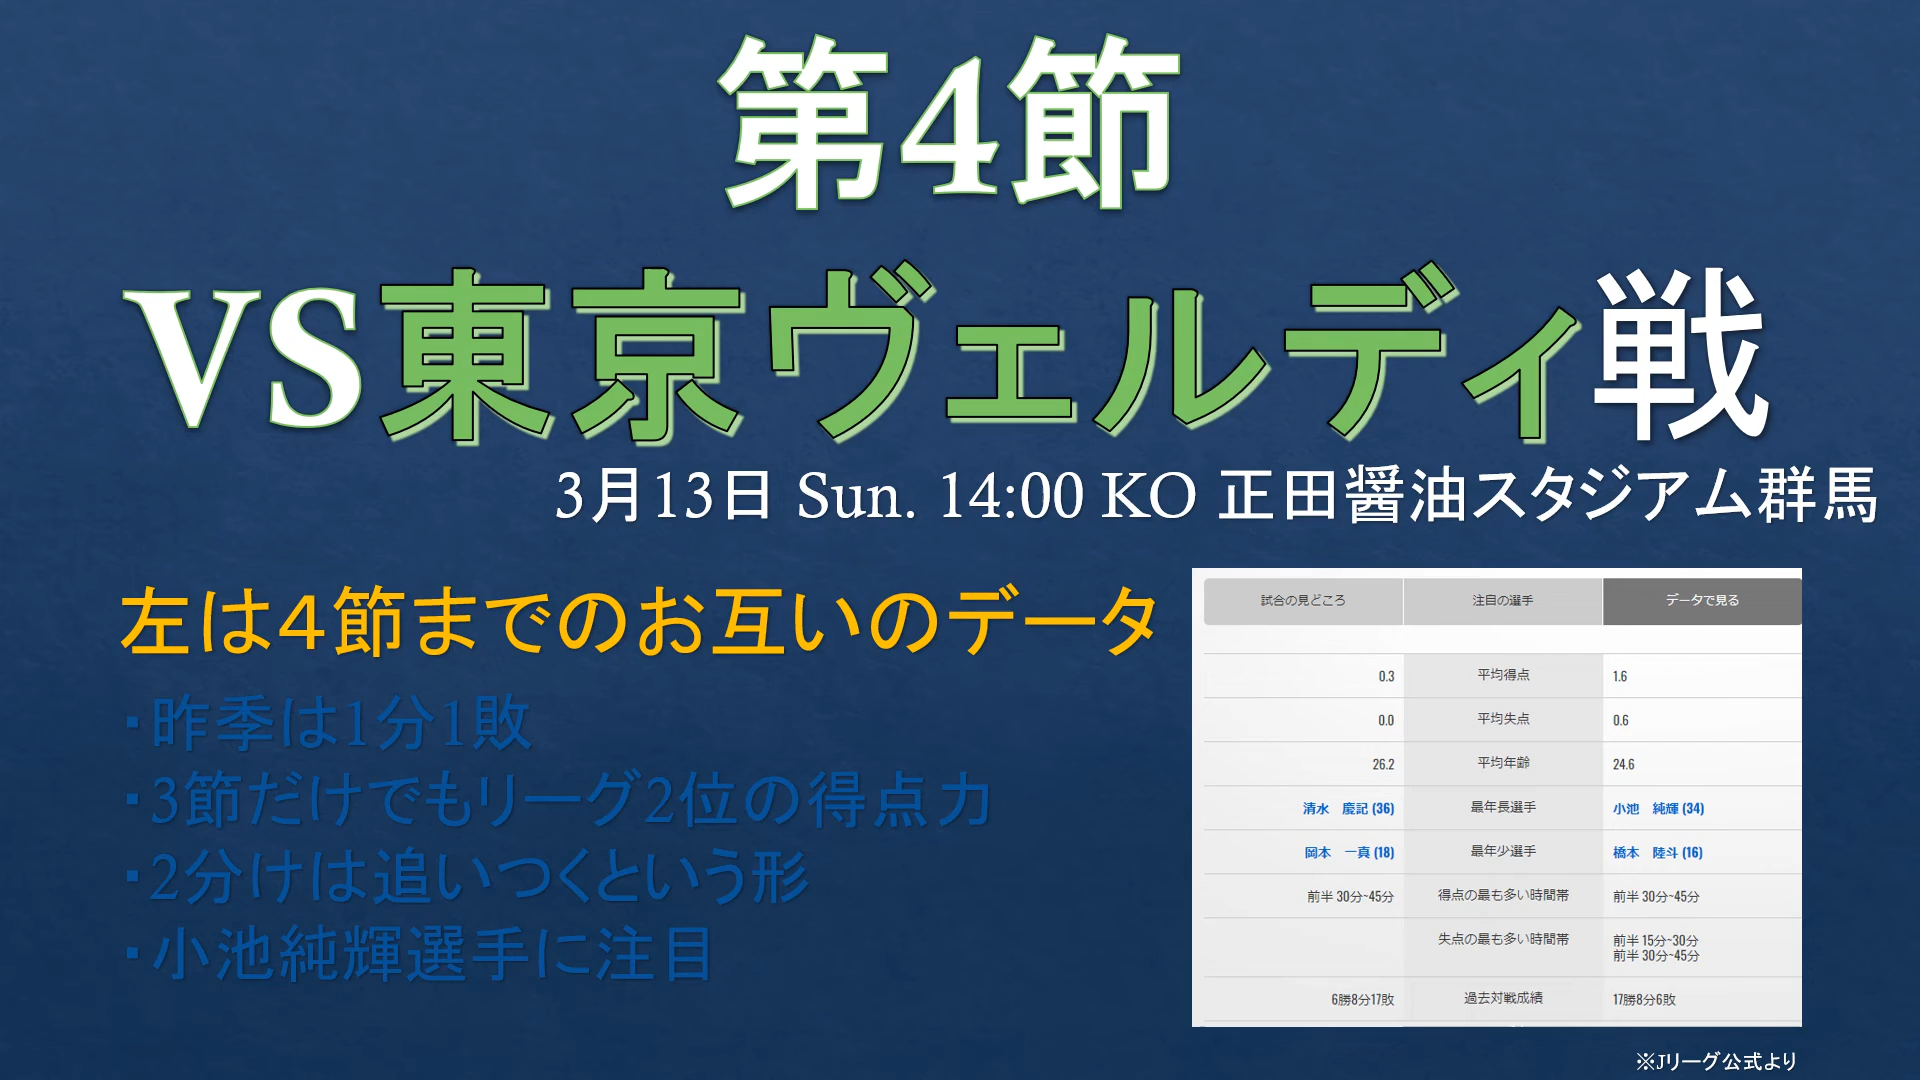 第4節
VS東京ヴェルディ戦
3月13日 Sun. 14:00 KO 正田醤油スタジアム群馬
左は４節までのお互いのデータ
・昨季は1分1敗
・3節だけでもリーグ2位の得点力
・2分けは追いつくという形
・小池純輝選手に注目
試合の見どころ 注目の選手 データで見る
0.3 平均得点 1.6
0.0 平均失点 0.6
26.2 平均年齢 24.6
清水　慶記 (36) 最年長選手 小池　純輝 (34)
岡本　一真 (18) 最年少選手 橋本　陸斗 (16)
前半 30分~45分 得点の最も多い時間帯 前半 30分~45分
失点の最も多い時間帯 前半 15分~30分
前半 30分~45分
6勝8分17敗 過去対戦成績 17勝8分6敗
※Jリーグ公式より